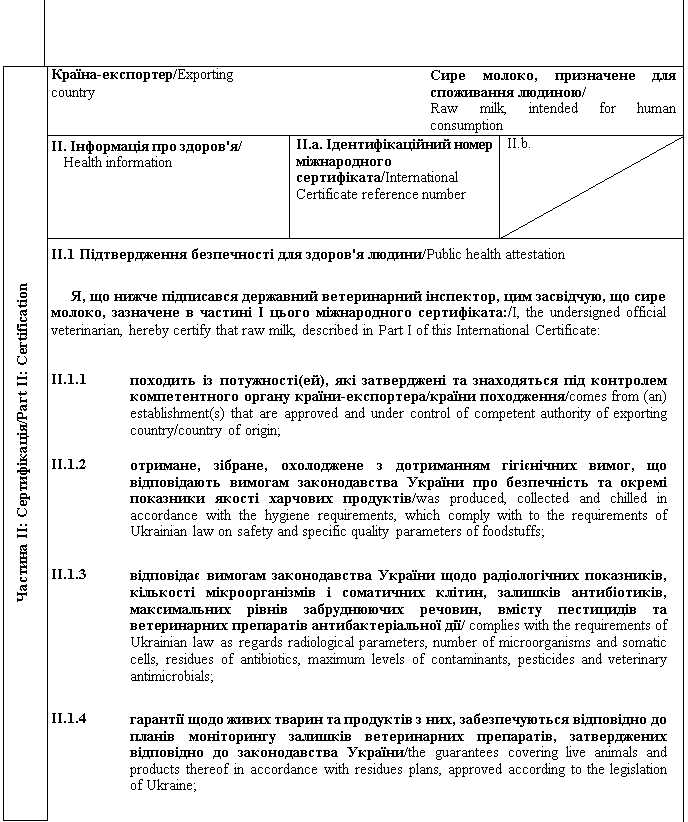 Країна-експортер/Exporting
country
Сире молоко, призначене для
споживання людиною/
Raw milk, intended for human
consumption
ІІ. Інформація про здоров'я/
Health information
ІІ.а. Ідентифікаційний номер
міжнародного
сертифіката/International
Certificate reference number
II.b.
Частина ІІ: Сертифікація/Part II: Certification
ІІ.1 Підтвердження безпечності для здоров'я людини/Public health attestation
Я, що нижче підписався державний ветеринарний інспектор, цим засвідчую, що сире
молоко, зазначене в частині І цього міжнародного сертифіката:/I, the undersigned official
veterinarian, hereby certify that raw milk, described in Part I of this International Certificate:
ІІ.1.1 походить із потужності(ей), які затверджені та знаходяться під контролем
компетентного органу країни-експортера/країни походження/comes from (an)
establishment(s) that are approved and under control of competent authority of exporting
country/country of origin;
ІІ.1.2 отримане, зібране, охолоджене з дотриманням гігієнічних вимог, що
відповідають вимогам законодавства України про безпечність та окремі
показники якості харчових продуктів/was produced, collected and chilled in
accordance with the hygiene requirements, which comply with to the requirements of
Ukrainian law on safety and specific quality parameters of foodstuffs;
ІІ.1.3 відповідає вимогам законодавства України щодо радіологічних показників,
кількості мікроорганізмів і соматичних клітин, залишків антибіотиків,
максимальних рівнів забруднюючих речовин, вмісту пестицидів та
ветеринарних препаратів антибактеріальної дії/ complies with the requirements of
Ukrainian law as regards radiological parameters, number of microorganisms and somatic
cells, residues of antibiotics, maximum levels of contaminants, pesticides and veterinary
antimicrobials;
ІІ.1.4 гарантії щодо живих тварин та продуктів з них, забезпечуються відповідно до
планів моніторингу залишків ветеринарних препаратів, затверджених
відповідно до законодавства України/the guarantees covering live animals and
products thereof in accordance with residues plans, approved according to the legislation
of Ukraine;